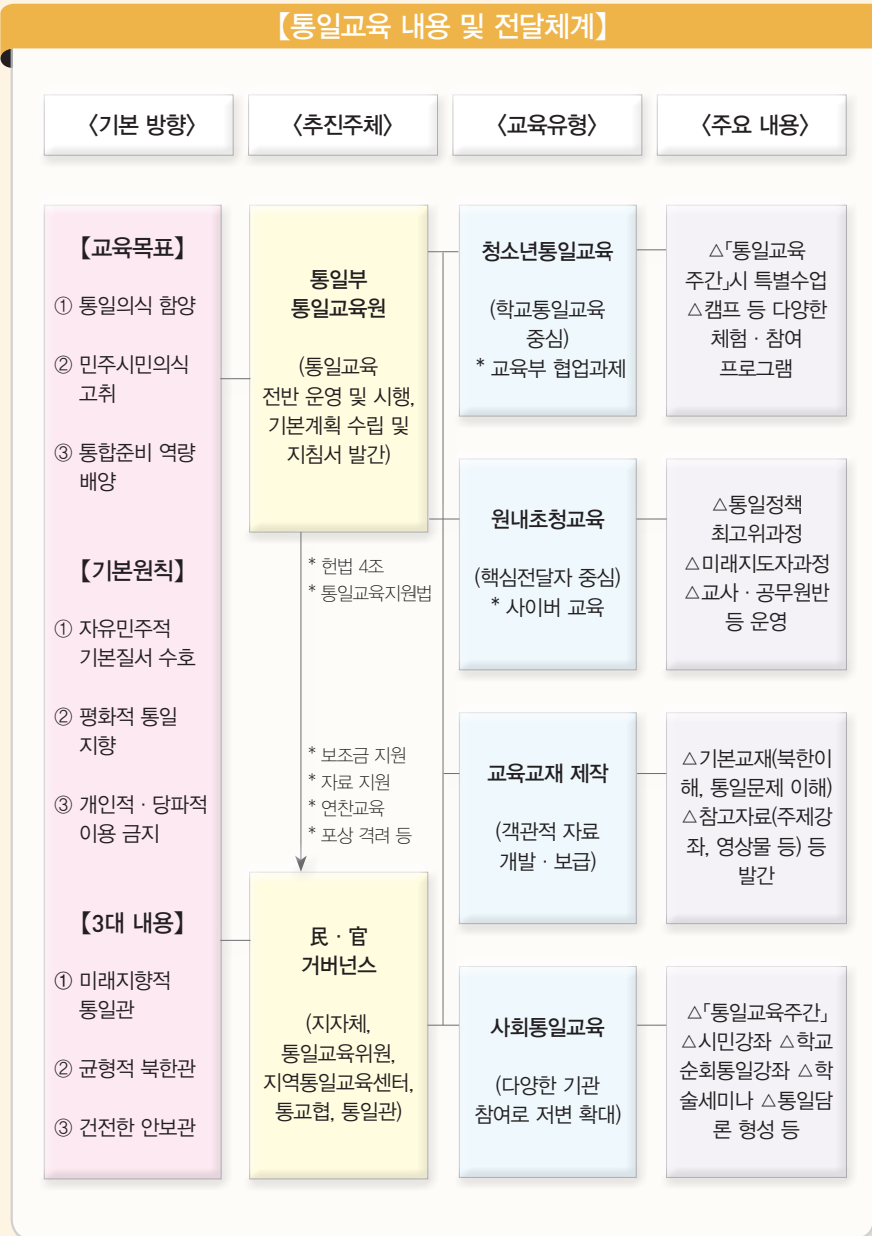 【통일교육 내용 및 전달체계】
〈기본 방향〉
〈추진주체〉
〈교육유형〉
〈주요 내용〉
【교육목표】
① 통일의식 함양
② 민주시민의식
고취
③ 통합준비 역량
배양
【기본원칙】
① 자유민주적
기본질서 수호
② 평화적 통일
지향
③ 개인적 · 당파적
이용 금지
【3대 내용】
① 미래지향적
통일관
② 균형적 북한관
③ 건전한 안보관
통일부
통일교육원
(통일교육
전반 운영 및 시행,
기본계획 수립 및
지침서 발간)
* 헌법 4조
* 통일교육지원법
* 보조금 지원
* 자료 지원
* 연찬교육
* 포상 격려 등
民 · 官
거버넌스
(지자체,
통일교육위원,
지역통일교육센터,
통교협, 통일관)
청소년통일교육
(학교통일교육
중심)
* 교육부 협업과제
원내초청교육
(핵심전달자 중심)
* 사이버 교육
교육교재 제작
(객관적 자료
개발 · 보급)
사회통일교육
(다양한 기관
참여로 저변 확대)
△「통일교육
주간」시 특별수업
△캠프 등 다양한
체험 · 참여
프로그램
△통일정책
최고위과정
△미래지도자과정
△교사 · 공무원반
등 운영
△기본교재(북한이
해, 통일문제 이해)
△참고자료(주제강
좌, 영상물 등) 등
발간
△「통일교육주간」
△시민강좌 △학교
순회통일강좌 △학
술세미나 △통일담
론 형성 등